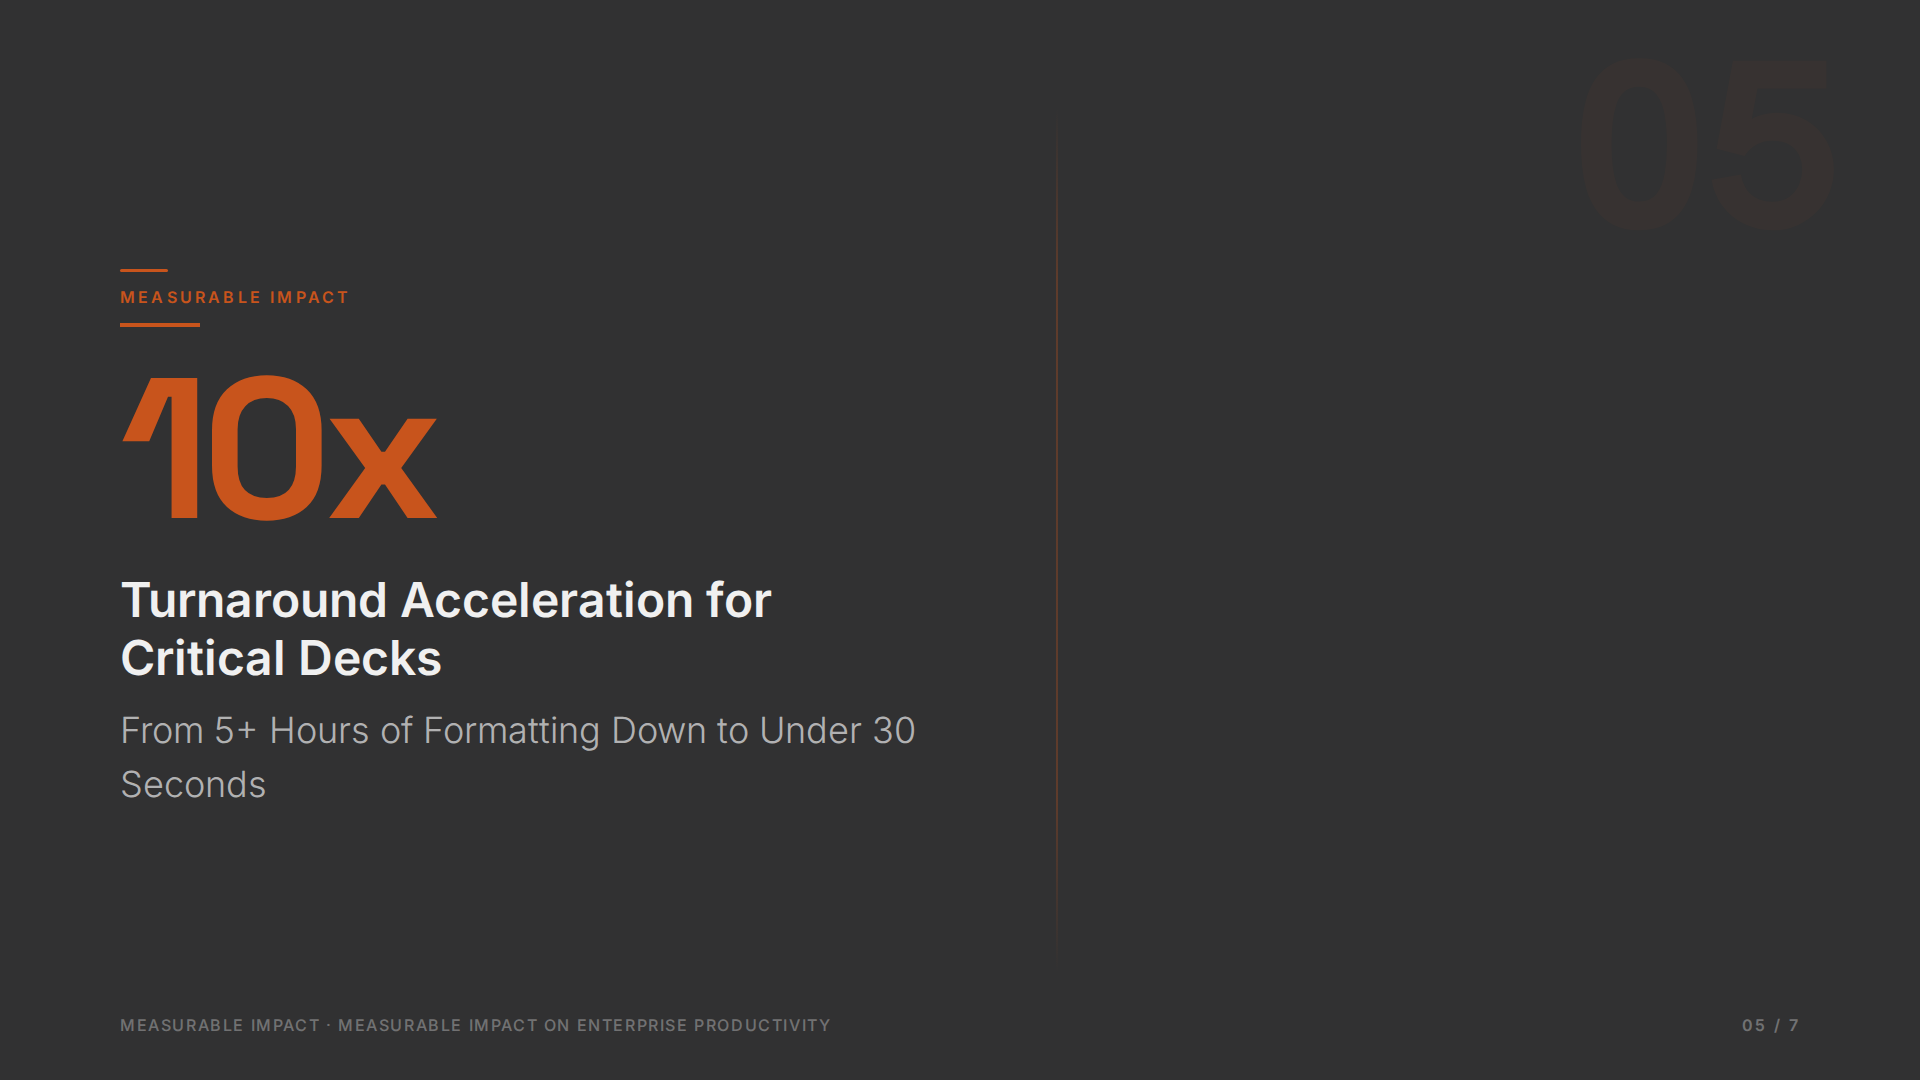 05
MEASURABLE IMPACT
10x
Turnaround Acceleration for
Critical Decks
From 5+ Hours of Formatting Down to Under 30
Seconds
MEASURABLE IMPACT · MEASURABLE IMPACT ON ENTERPRISE PRODUCTIVITY
05 / 7